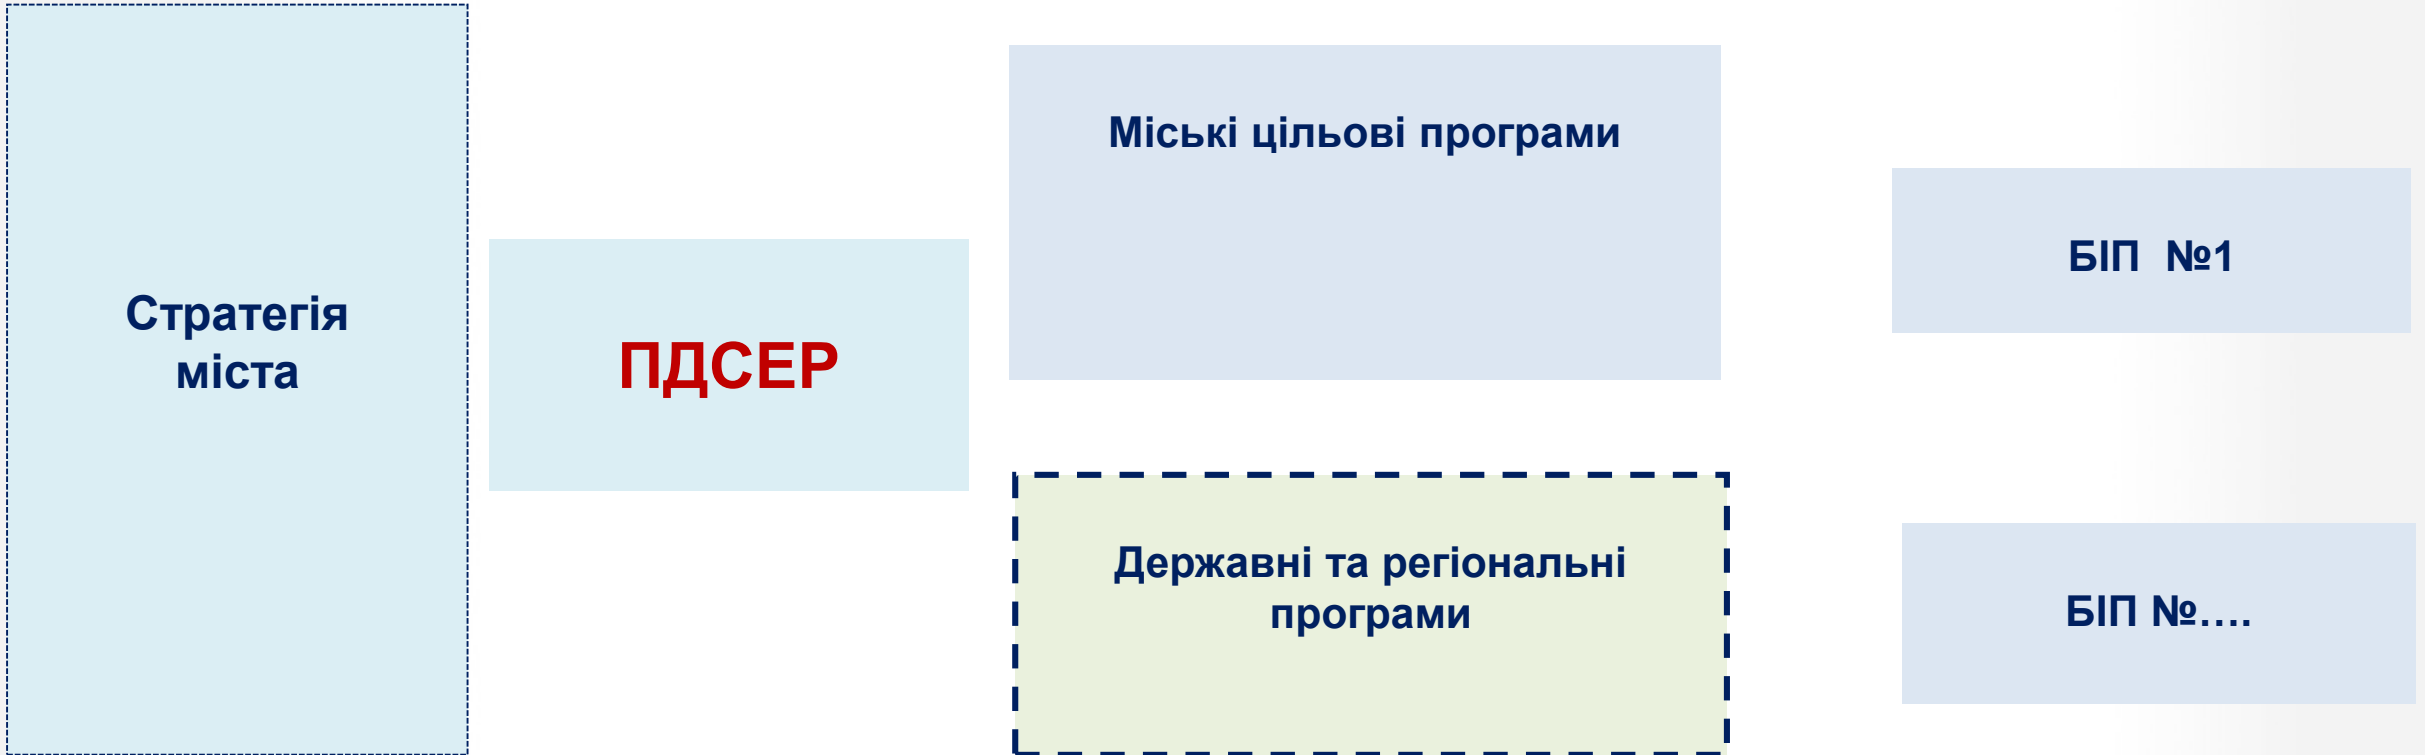 Стратегія
міста
ПДСЕР
Міські цільові програми
Державні та регіональні
програми
БІП №1
БІП №….